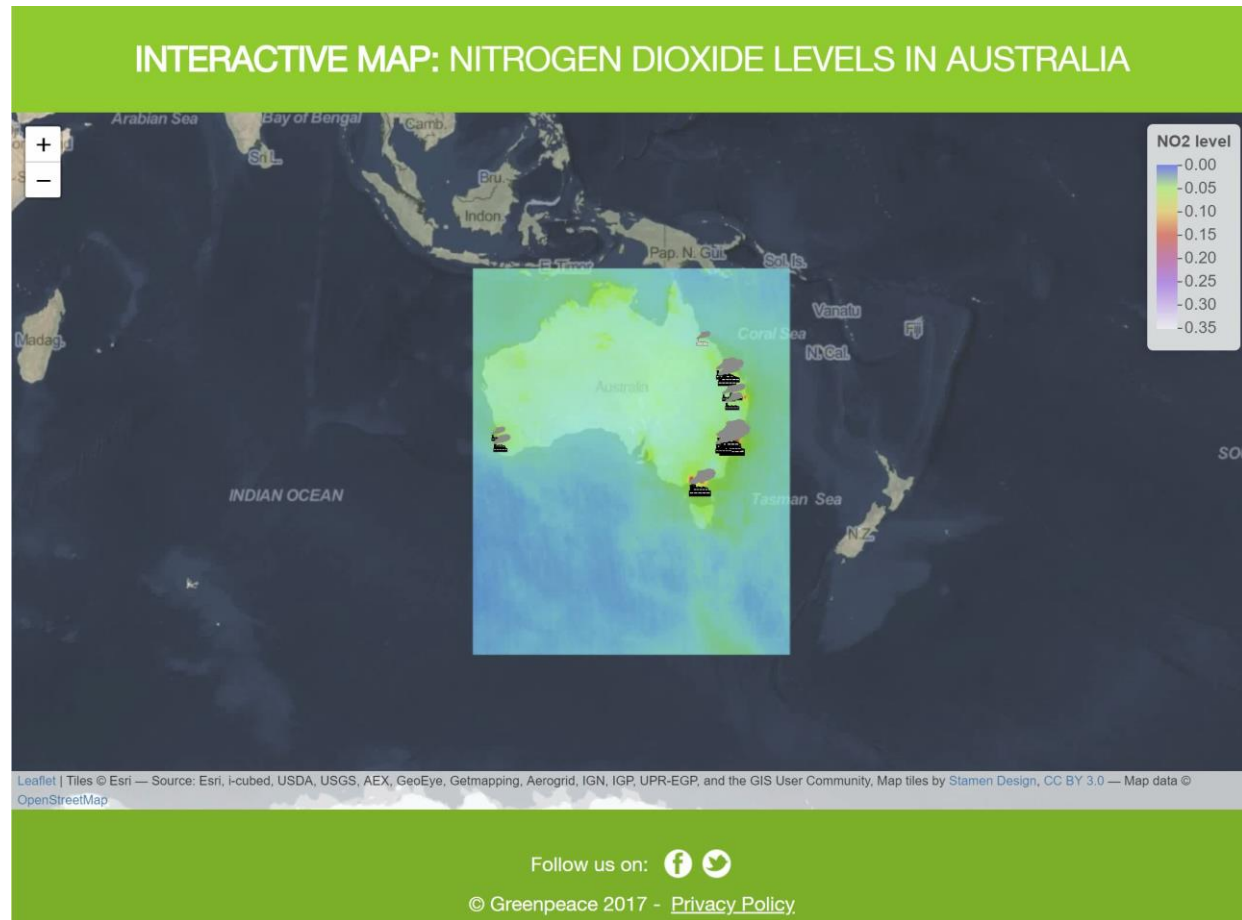 INTERACTIVE MAP: NITROGEN DIOXIDE LEVELS IN AUSTRALIA
Arabian Sea
Bay of Bengal
Camb.
+
−
Sri L.
Bru.
Indon.
Pap. N. Gui.
E. Timor
Sol. Is.
NO2 level
0.00
0.05
0.10
0.15
0.20
0.25
0.30
0.35
Madag.
Vanatu
Fiji
Coral Sea
N. Cal.
Australi
INDIAN OCEAN
Tasman Sea
N.Z.
SO
Leaflet | Tiles © Esri — Source: Esri, i-cubed, USDA, USGS, AEX, GeoEye, Getmapping, Aerogrid, IGN, IGP, UPR-EGP, and the GIS User Community, Map tiles by Stamen Design, CC BY 3.0 — Map data ©
OpenStreetMap
Follow us on:
© Greenpeace 2017 - Privacy Policy